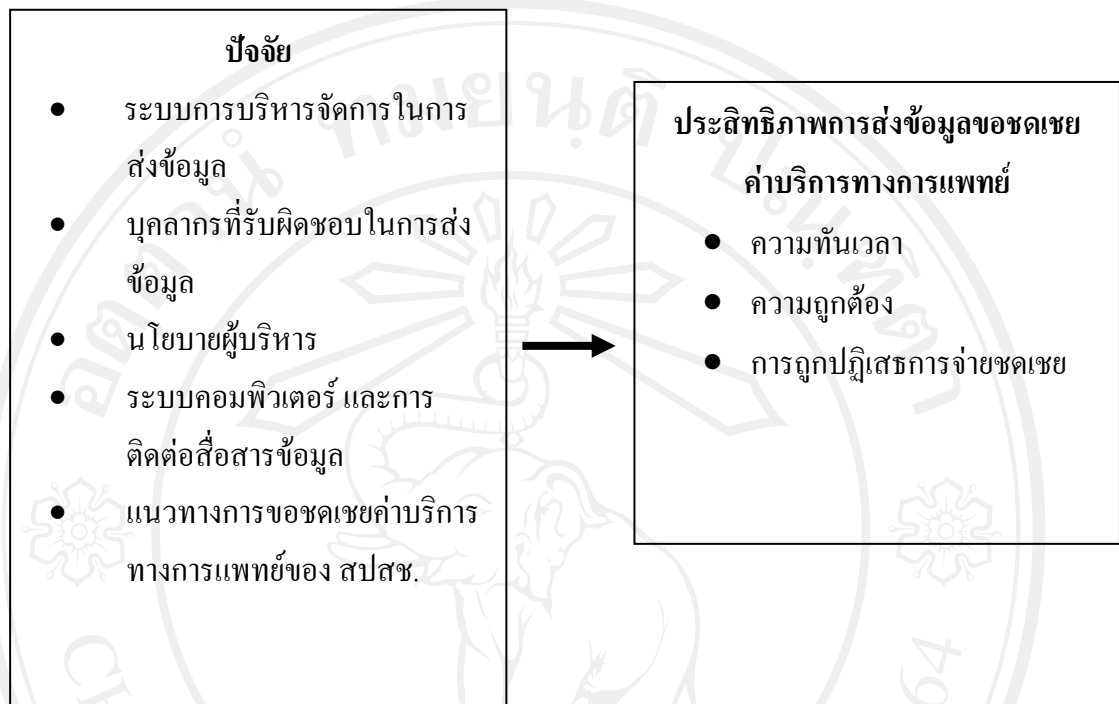 ปัจจัย
● ระบบการบริหารจัดการในการ
ส่งข้อมูล
● บุคลากรที่รับผิดชอบในการส่ง
ข้อมูล
● นโยบายผู้บริหาร
● ระบบคอมพิวเตอร์ และการ
ติดต่อสื่อสารข้อมูล
● แนวทางการขอชดเชยค่าบริการ
ทางการแพทย์ของ สปสช.
ประสิทธิภาพการส่งข้อมูลขอชดเชย
ค่าบริการทางการแพทย์
● ความทันเวลา
● ความถูกต้อง
● การถูกปฏิเสธการจ่ายชดเชย